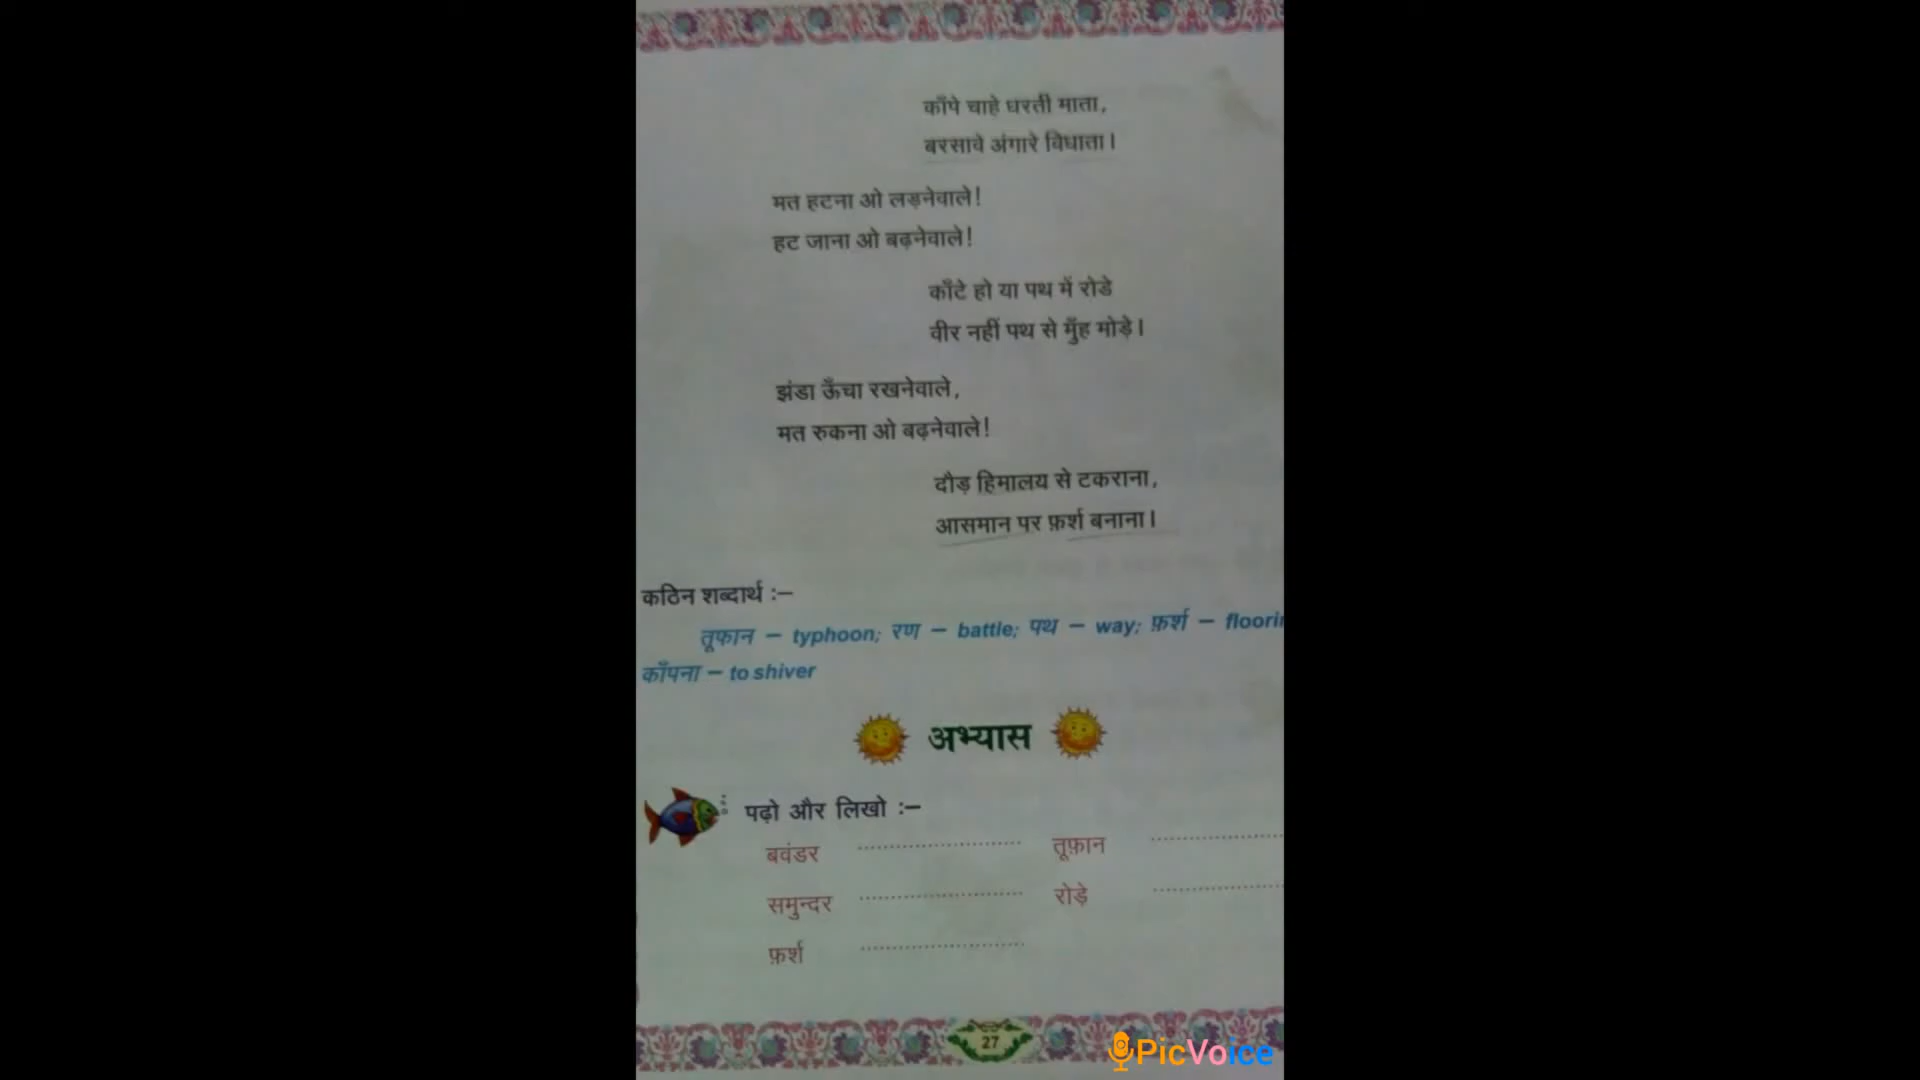 काँपे चाहे धरती माता,
बरसावे अंगारे विधाता।
मत हटना ओ लड़नेवाले!
हट जाना ओ बढ़नेवाले!
काँटे हो या पथ में रोडे
वीर नहीं पथ से मुँह मोड़े।
झंडा ऊँचा रखनेवाले,
मत रुकना ओ बढ़नेवाले!
दौड़ हिमालय से टकराना,
आसमान पर फ़र्श बनाना।
कठिन शब्दार्थ :–
तूफान – typhoon; रण – battle; पथ – way; फ़र्श –
काँपना – to shiver
अभ्यास
पढ़ो और लिखो :–
बवंडर .......................... तूफ़ान ....................
समुन्दर .......................... रोड़े ....................
फ़र्श ..........................
27
PicVoice